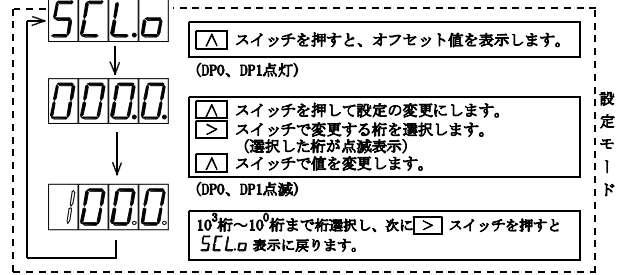 SCL.o
∧ スイッチを押すと、オフセット値を表示します。
(DP0、DP1点灯)
000.0.
∧ スイッチを押して設定の変更にします。
> スイッチで変更する桁を選択します。
(選択した桁が点滅表示)
∧ スイッチで値を変更します。
(DP0、DP1点滅)
100.0.
10³桁～10⁰桁まで桁選択し、次に > スイッチを押すと
SCL.o 表示に戻ります。
設定モード